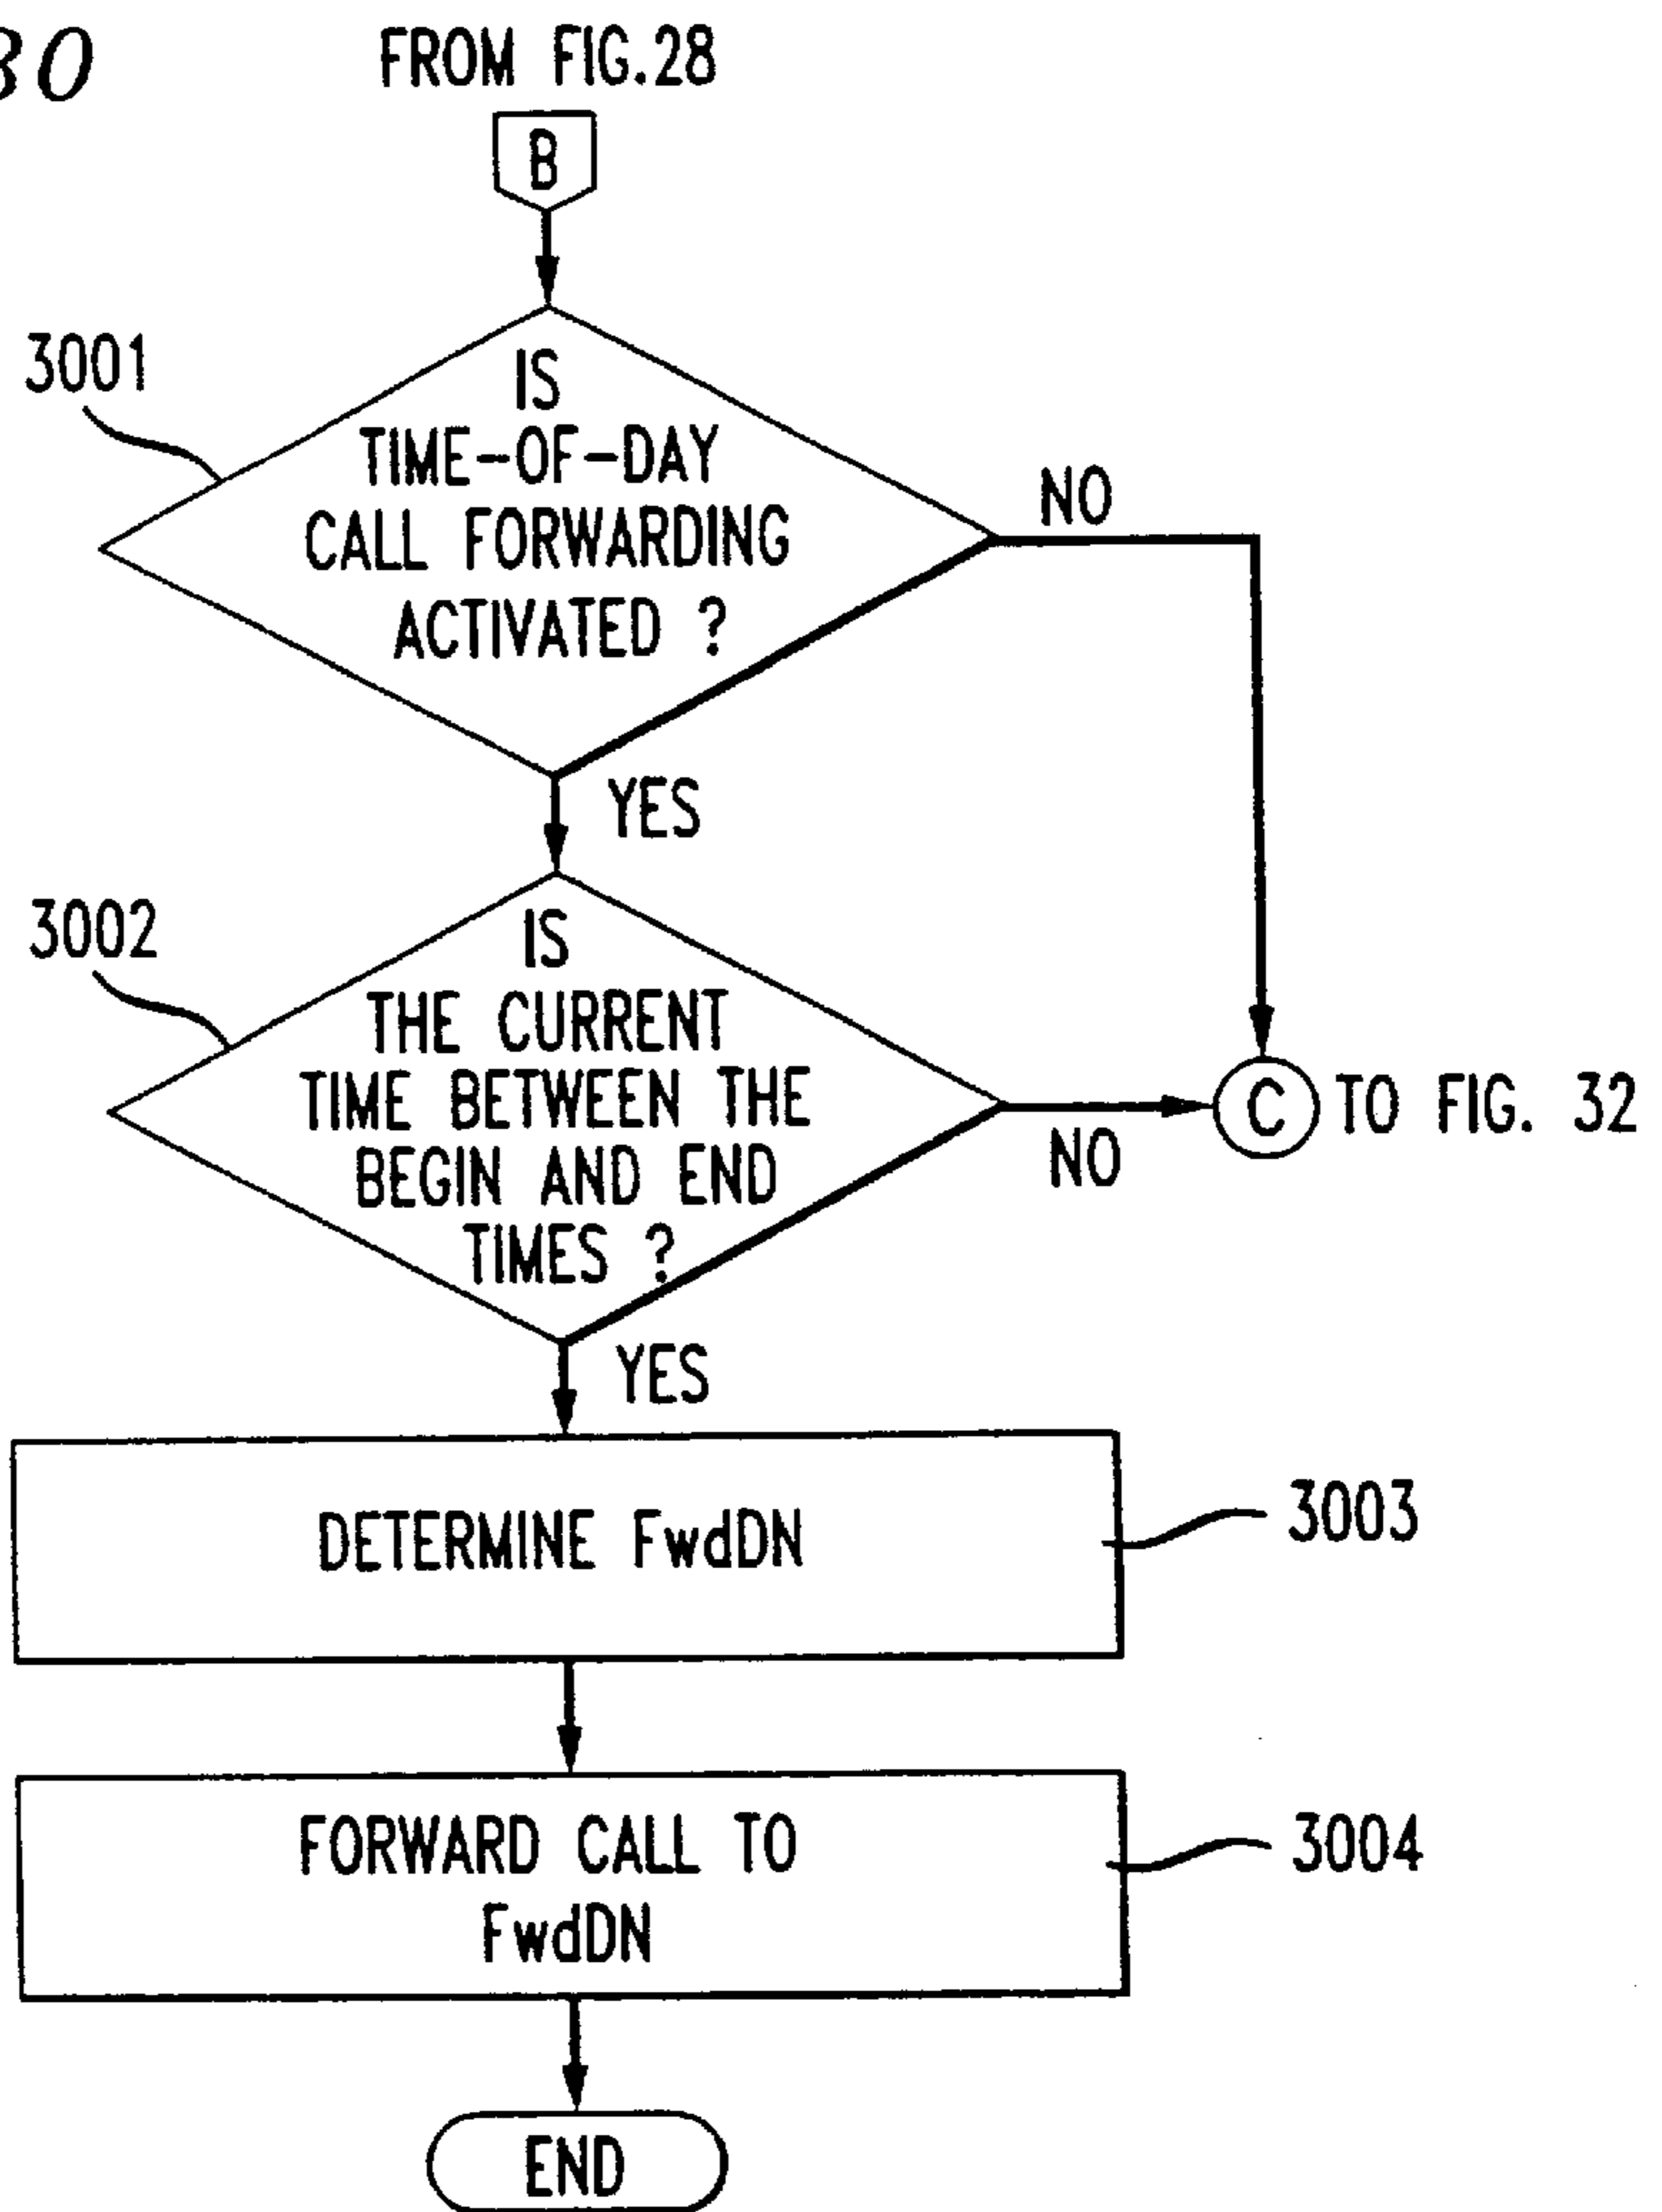 30
FROM FIG.28
B
3001
IS
TIME-OF-DAY
CALL FORWARDING
ACTIVATED ?
NO
YES
3002
IS
THE CURRENT
TIME BETWEEN THE
BEGIN AND END
TIMES ?
NO
C TO FIG. 32
YES
DETERMINE FwdDN
3003
FORWARD CALL TO
FwdDN
3004
END